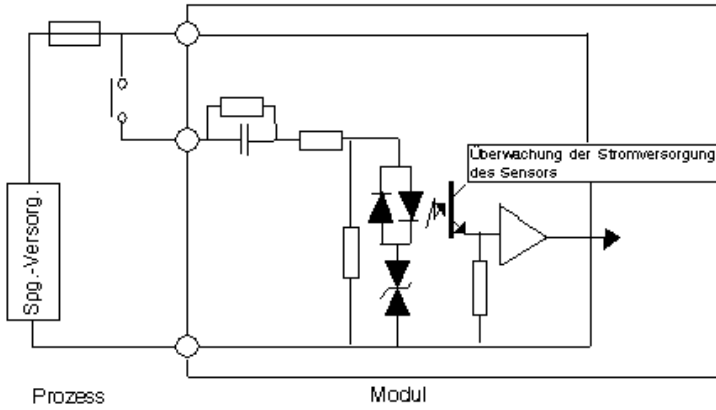 Überwachung der Stromversorgung
des Sensors
Spg.-Versorg.
Prozess
Modul